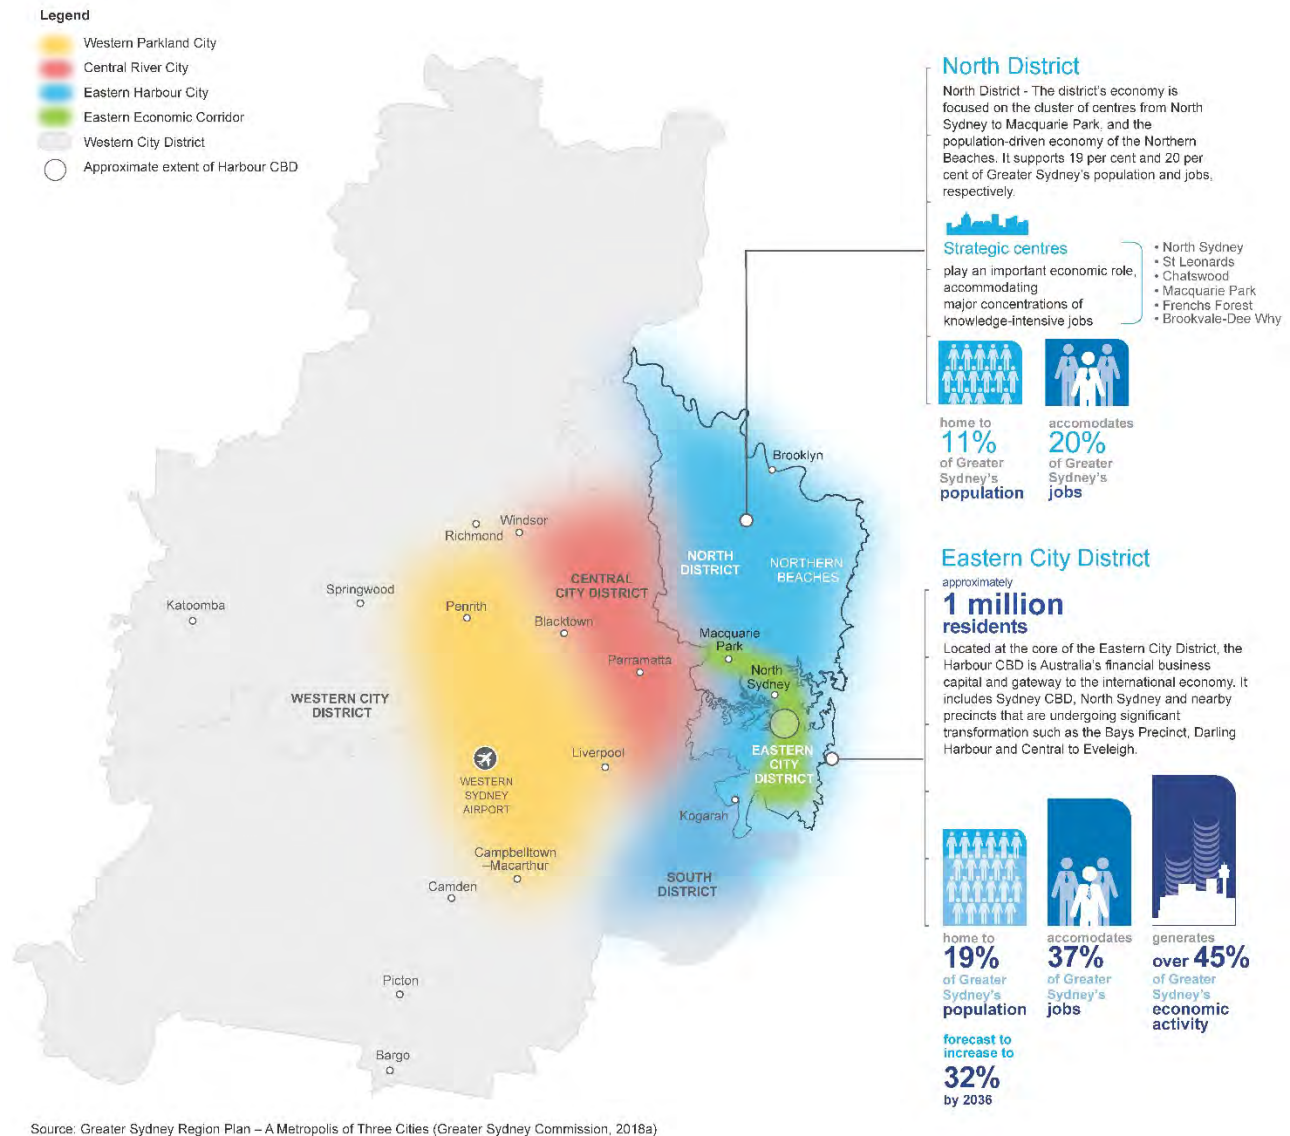 Legend
Western Parkland City
Central River City
Eastern Harbour City
Eastern Economic Corridor
Western City District
Approximate extent of Harbour CBD
North District
North District - The district's economy is
focused on the cluster of centres from North
Sydney to Macquarie Park, and the
population-driven economy of the Northern
Beaches. It supports 19 per cent and 20 per
cent of Greater Sydney's population and jobs,
respectively.
Strategic centres
play an important economic role,
accommodating
major concentrations of
knowledge-intensive jobs
• North Sydney
• St Leonards
• Chatswood
• Macquarie Park
• Frenchs Forest
• Brookvale-Dee Why
home to
11%
of Greater
Sydney's
population
accomodates
20%
of Greater
Sydney's
jobs
Brooklyn
Windsor
Richmond
NORTH
DISTRICT
NORTHERN
BEACHES
CENTRAL
CITY DISTRICT
Springwood
Katoomba
Penrith
Blacktown
Macquarie
Park
Parramatta
North
Sydney
WESTERN CITY
DISTRICT
Liverpool
EASTERN
CITY
DISTRICT
WESTERN
SYDNEY
AIRPORT
Kogarah
Campbelltown
–Macarthur
Camden
SOUTH
DISTRICT
Picton
Bargo
Eastern City District
approximately
1 million
residents
Located at the core of the Eastern City District, the
Harbour CBD is Australia's financial business
capital and gateway to the international economy. It
includes Sydney CBD, North Sydney and nearby
precincts that are undergoing significant
transformation such as the Bays Precinct, Darling
Harbour and Central to Eveleigh.
home to
19%
of Greater
Sydney's
population
forecast to
increase to
32%
by 2036
accomodates
37%
of Greater
Sydney's
jobs
generates
over 45%
of Greater
Sydney's
economic
activity
Source: Greater Sydney Region Plan – A Metropolis of Three Cities (Greater Sydney Commission, 2018a)